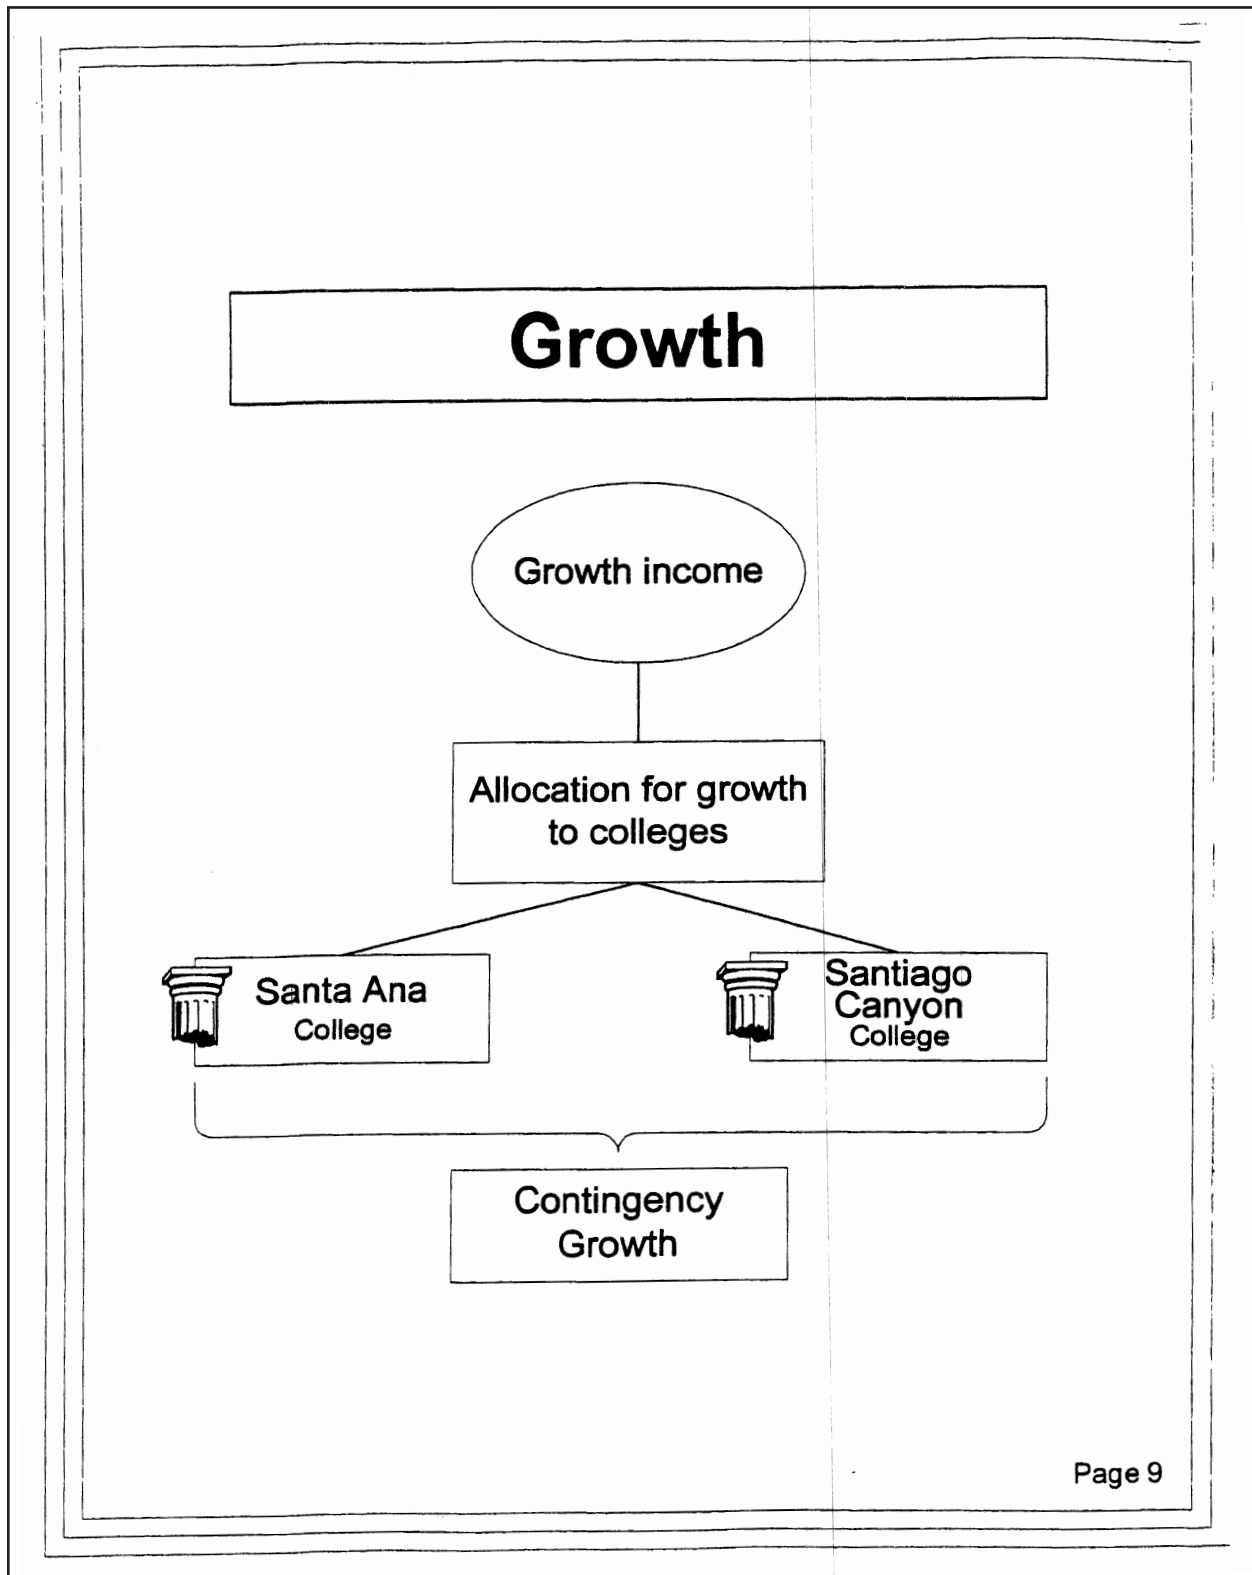 Growth
Growth income
Allocation for growth
to colleges
Santa Ana
College
Santiago
Canyon
College
Contingency
Growth
Page 9